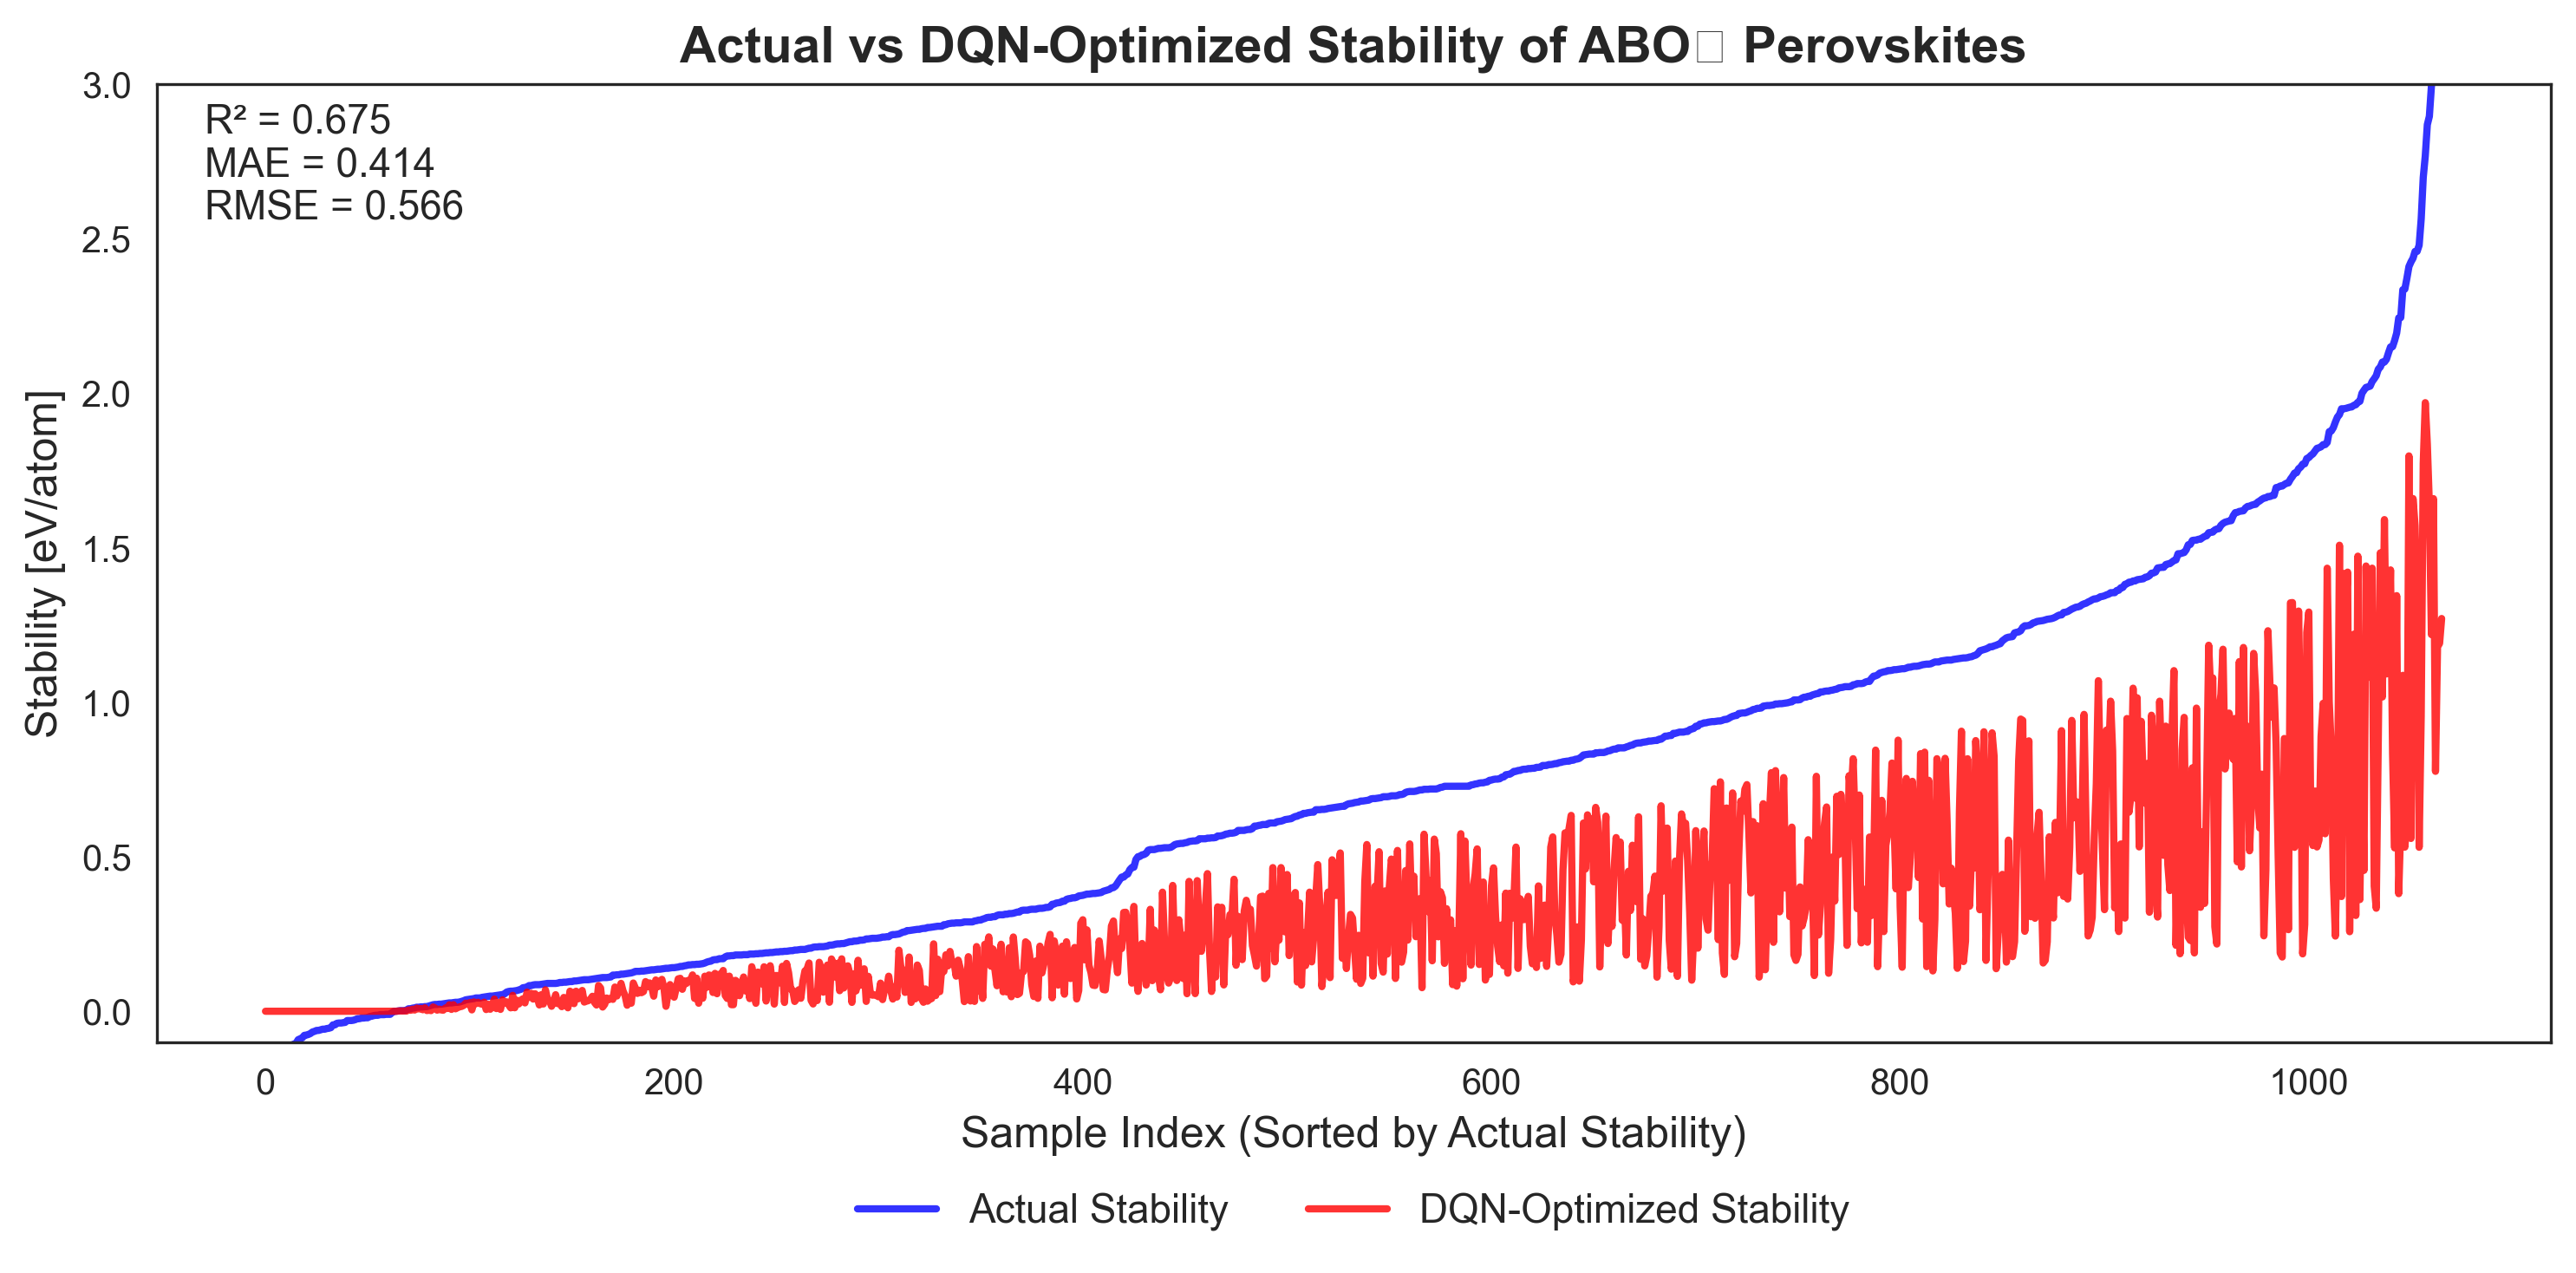 Actual vs DQN-Optimized Stability of ABO□ Perovskites
R² = 0.675
MAE = 0.414
RMSE = 0.566
3.0
2.5
2.0
1.5
1.0
0.5
0.0
Stability [eV/atom]
0 200 400 600 800 1000
Sample Index (Sorted by Actual Stability)
Actual Stability DQN-Optimized Stability